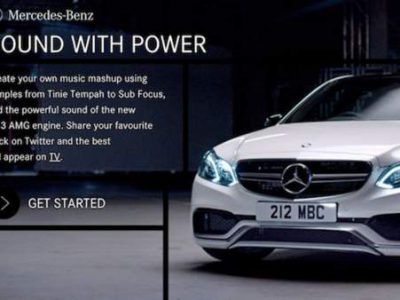 Mercedes-Benz
OUND WITH POWER
eate your own music mashup using
mples from Tinie Tempah to Sub Focus,
d the powerful sound of the new
3 AMG engine. Share your favourite
ck on Twitter and the best
l appear on TV.
GET STARTED
212 MBC